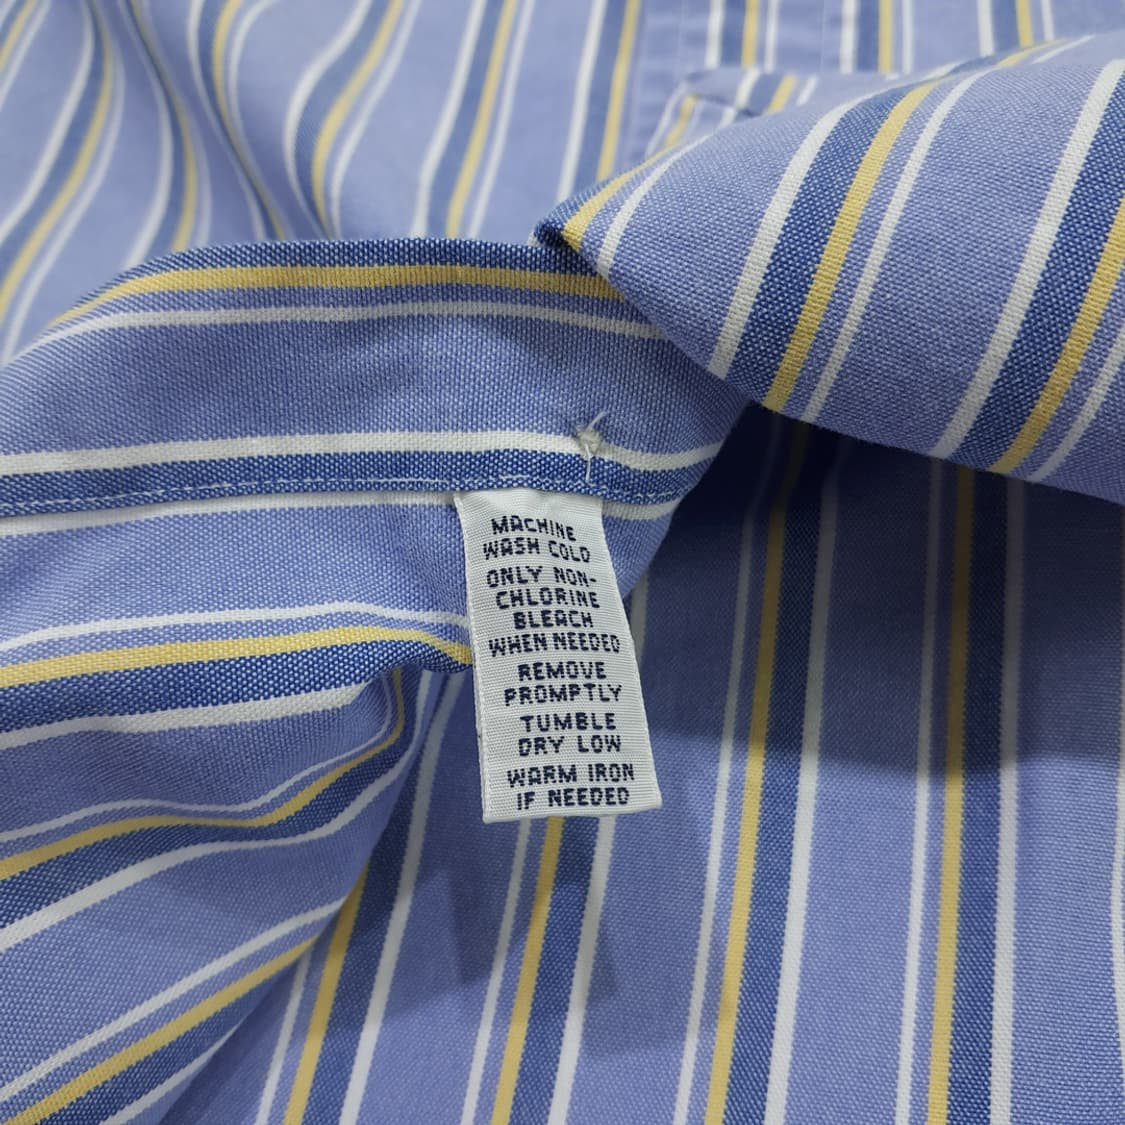 MACHINE
WASH COLD
ONLY NON-
CHLORINE
BLEACH
WHEN NEEDED
REMOVE
PROMPTLY
TUMBLE
DRY LOW
WARM IRON
IF NEEDED